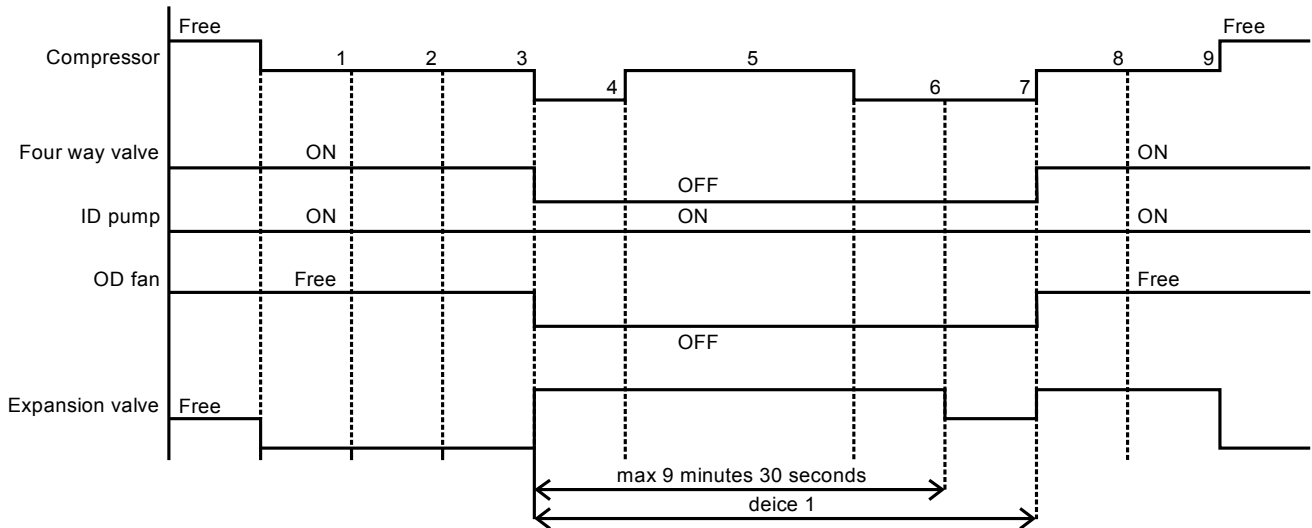 Free Free
Compressor 1 2 3 4 5 6 7 8 9
Four way valve ON OFF ON
ID pump ON ON ON
OD fan Free OFF Free
Expansion valve Free
max 9 minutes 30 seconds
deice 1